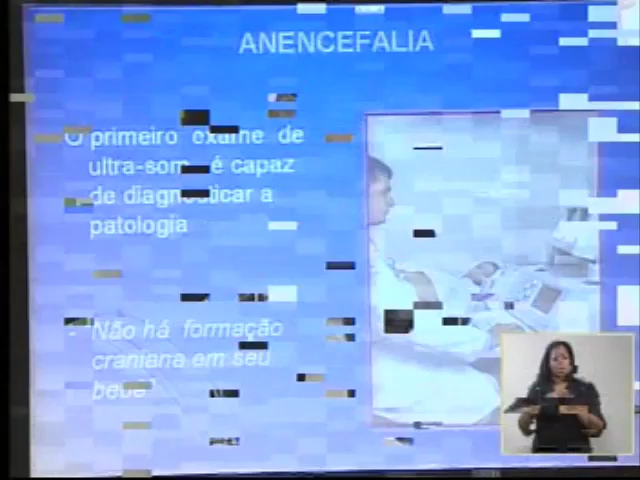 ANENCEFALIA
O primeiro exame de
ultra-som é capaz
de diagnosticar a
patologia
- Não há formação
craniana em seu
bebê"